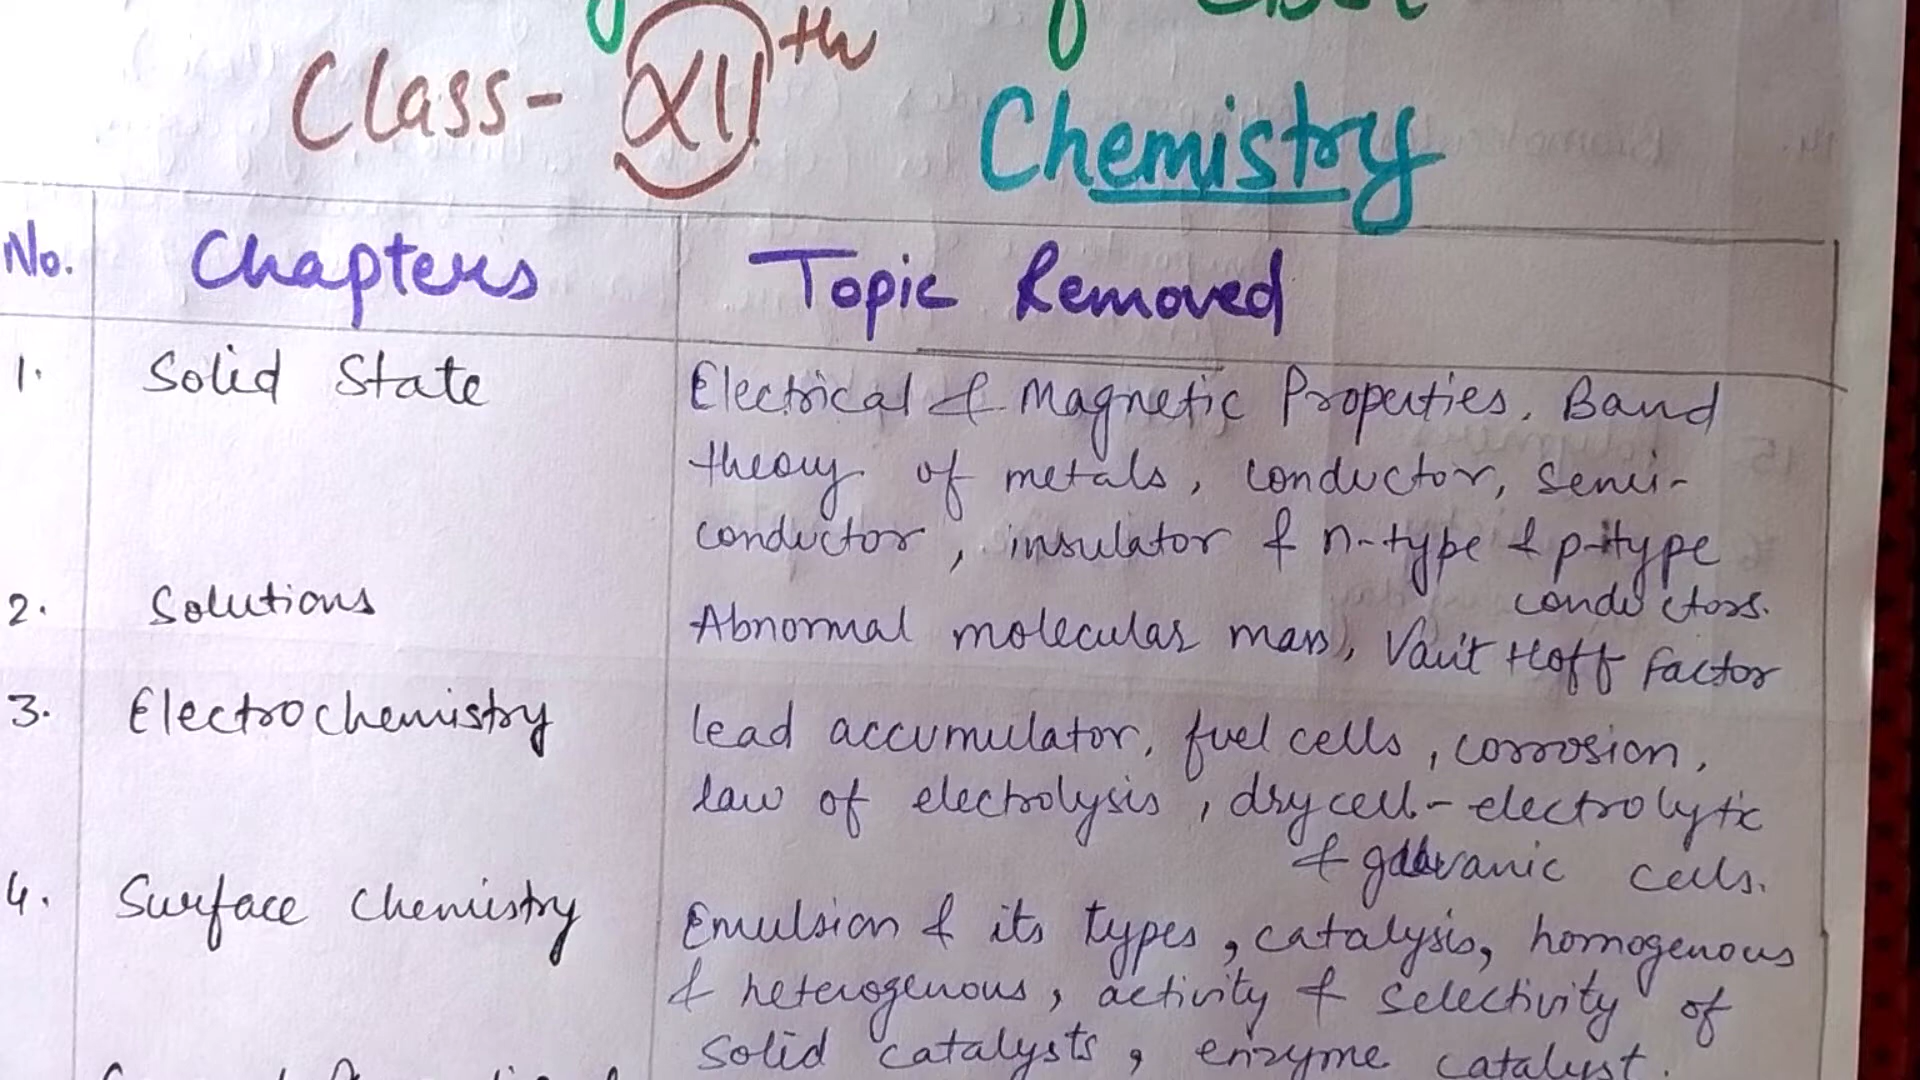 Class- XIIth
Chemistry
No. Chapters Topic Removed
1. Solid State Electrical & Magnetic Properties, Band
theory of metals, conductor, semi-
conductor, insulator & n-type & p-type
conductors.
2. Solutions Abnormal molecular mass, Van't Hoff Factor
3. Electrochemistry lead accumulator, fuel cells, corrosion,
law of electrolysis, dry cell - electrolytic
& galvanic cells.
4. Surface Chemistry Emulsion & its types, catalysis, homogenous
& heterogenous, activity & selectivity of
solid catalysts, enzyme catalyst.